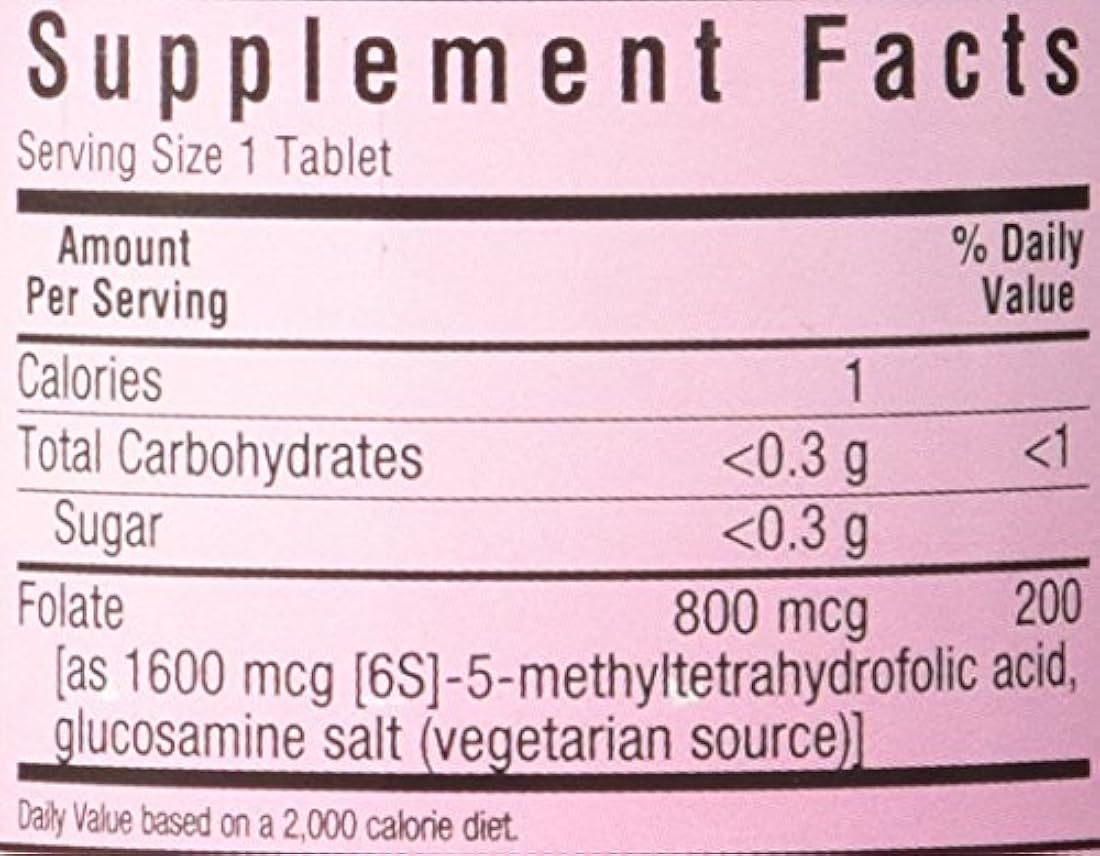 Supplement Facts
Serving Size 1 Tablet
Amount Per Serving % Daily Value
Calories 1
Total Carbohydrates <0.3 g <1
Sugar <0.3 g
Folate 800 mcg 200
[as 1600 mcg [6S]-5-methyltetrahydrofolic acid,
glucosamine salt (vegetarian source)]
Daily Value based on a 2,000 calorie diet.